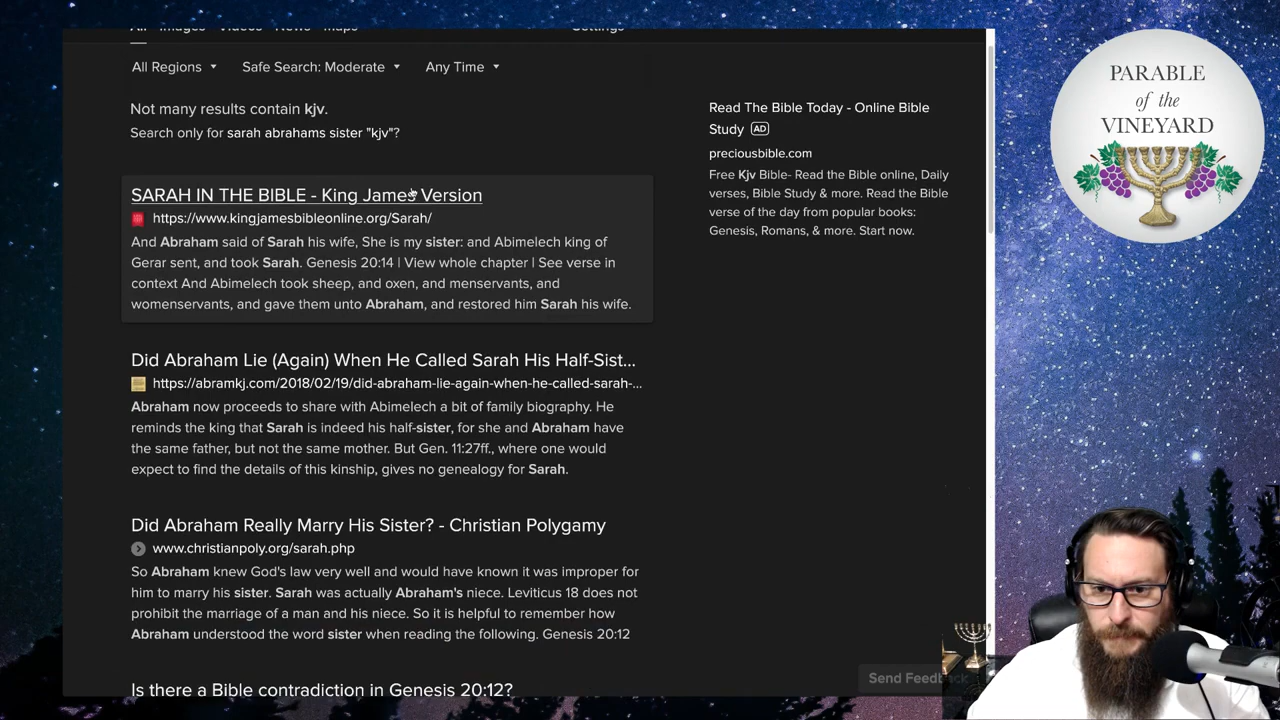 All Images Videos News Maps Settings
All Regions Safe Search: Moderate Any Time
Not many results contain kjv.
Search only for sarah abrahams sister "kjv"?
SARAH IN THE BIBLE - King James Version
https://www.kingjamesbibleonline.org/Sarah/
And Abraham said of Sarah his wife, She is my sister: and Abimelech king of
Gerar sent, and took Sarah. Genesis 20:14 | View whole chapter | See verse in
context And Abimelech took sheep, and oxen, and menservants, and
womenservants, and gave them unto Abraham, and restored him Sarah his wife.
Did Abraham Lie (Again) When He Called Sarah His Half-Sist...
https://abramkj.com/2018/02/19/did-abraham-lie-again-when-he-called-sarah-...
Abraham now proceeds to share with Abimelech a bit of family biography. He
reminds the king that Sarah is indeed his half-sister, for she and Abraham have
the same father, but not the same mother. But Gen. 11:27ff., where one would
expect to find the details of this kinship, gives no genealogy for Sarah.
Did Abraham Really Marry His Sister? - Christian Polygamy
www.christianpoly.org/sarah.php
So Abraham knew God's law very well and would have known it was improper for
him to marry his sister. Sarah was actually Abraham's niece. Leviticus 18 does not
prohibit the marriage of a man and his niece. So it is helpful to remember how
Abraham understood the word sister when reading the following. Genesis 20:12
Is there a Bible contradiction in Genesis 20:12?
Read The Bible Today - Online Bible
Study AD
preciousbible.com
Free Kjv Bible- Read the Bible online, Daily
verses, Bible Study & more. Read the Bible
verse of the day from popular books:
Genesis, Romans, & more. Start now.
Send Feedback
PARABLE
of the
VINEYARD